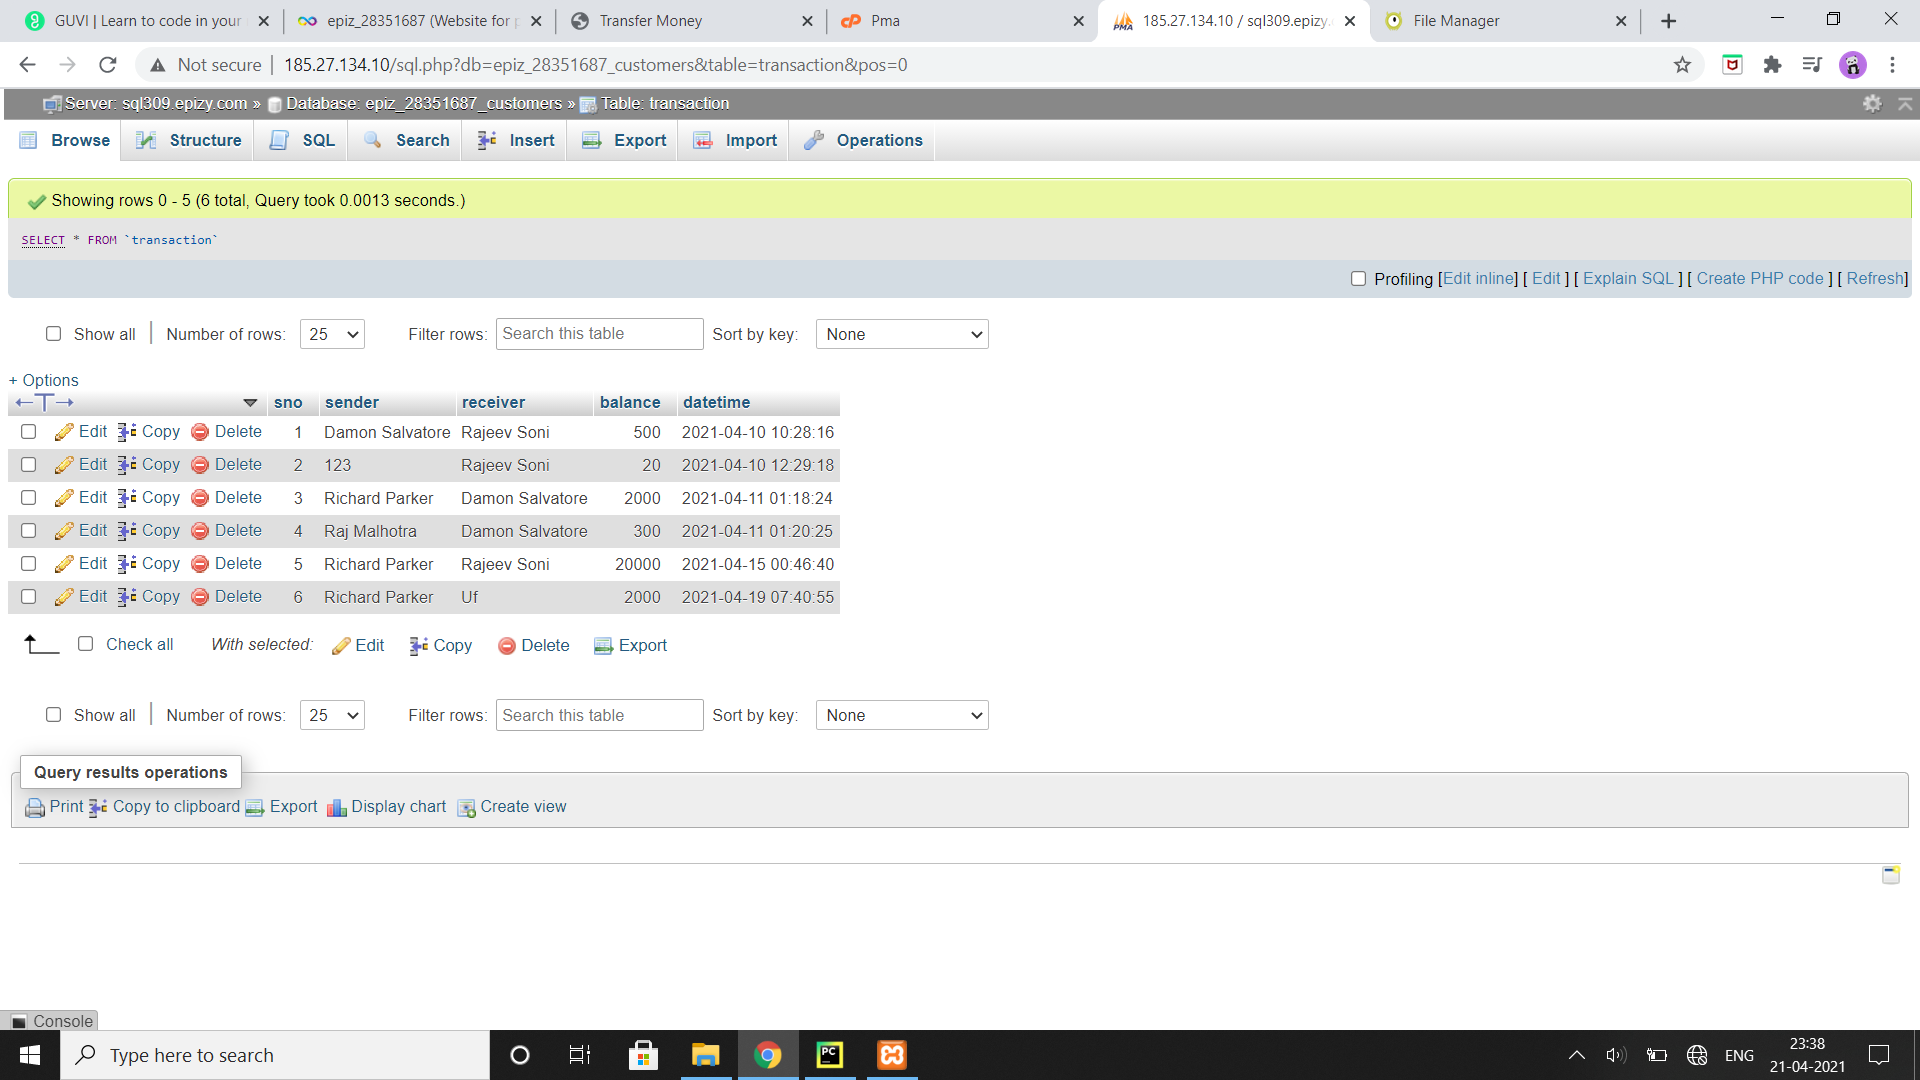 GUVI | Learn to code in your
epiz_28351687 (Website for p
Transfer Money
Pma
185.27.134.10 / sql309.epizy.
File Manager
Not secure
185.27.134.10/sql.php?db=epiz_28351687_customers&table=transaction&pos=0
Server: sql309.epizy.com » Database: epiz_28351687_customers » Table: transaction
Browse Structure SQL Search Insert Export Import Operations
Showing rows 0 - 5 (6 total, Query took 0.0013 seconds.)
SELECT * FROM `transaction`
Profiling [Edit inline] [ Edit ] [ Explain SQL ] [ Create PHP code ] [ Refresh]
Show all | Number of rows: 25 Filter rows: Search this table Sort by key: None
+ Options
←T→ sno sender receiver balance datetime
Edit Copy Delete 1 Damon Salvatore Rajeev Soni 500 2021-04-10 10:28:16
Edit Copy Delete 2 123 Rajeev Soni 20 2021-04-10 12:29:18
Edit Copy Delete 3 Richard Parker Damon Salvatore 2000 2021-04-11 01:18:24
Edit Copy Delete 4 Raj Malhotra Damon Salvatore 300 2021-04-11 01:20:25
Edit Copy Delete 5 Richard Parker Rajeev Soni 20000 2021-04-15 00:46:40
Edit Copy Delete 6 Richard Parker Uf 2000 2021-04-19 07:40:55
Check all With selected: Edit Copy Delete Export
Show all | Number of rows: 25 Filter rows: Search this table Sort by key: None
Query results operations
Print Copy to clipboard Export Display chart Create view
Console
Type here to search
PC
ENG
23:38
21-04-2021